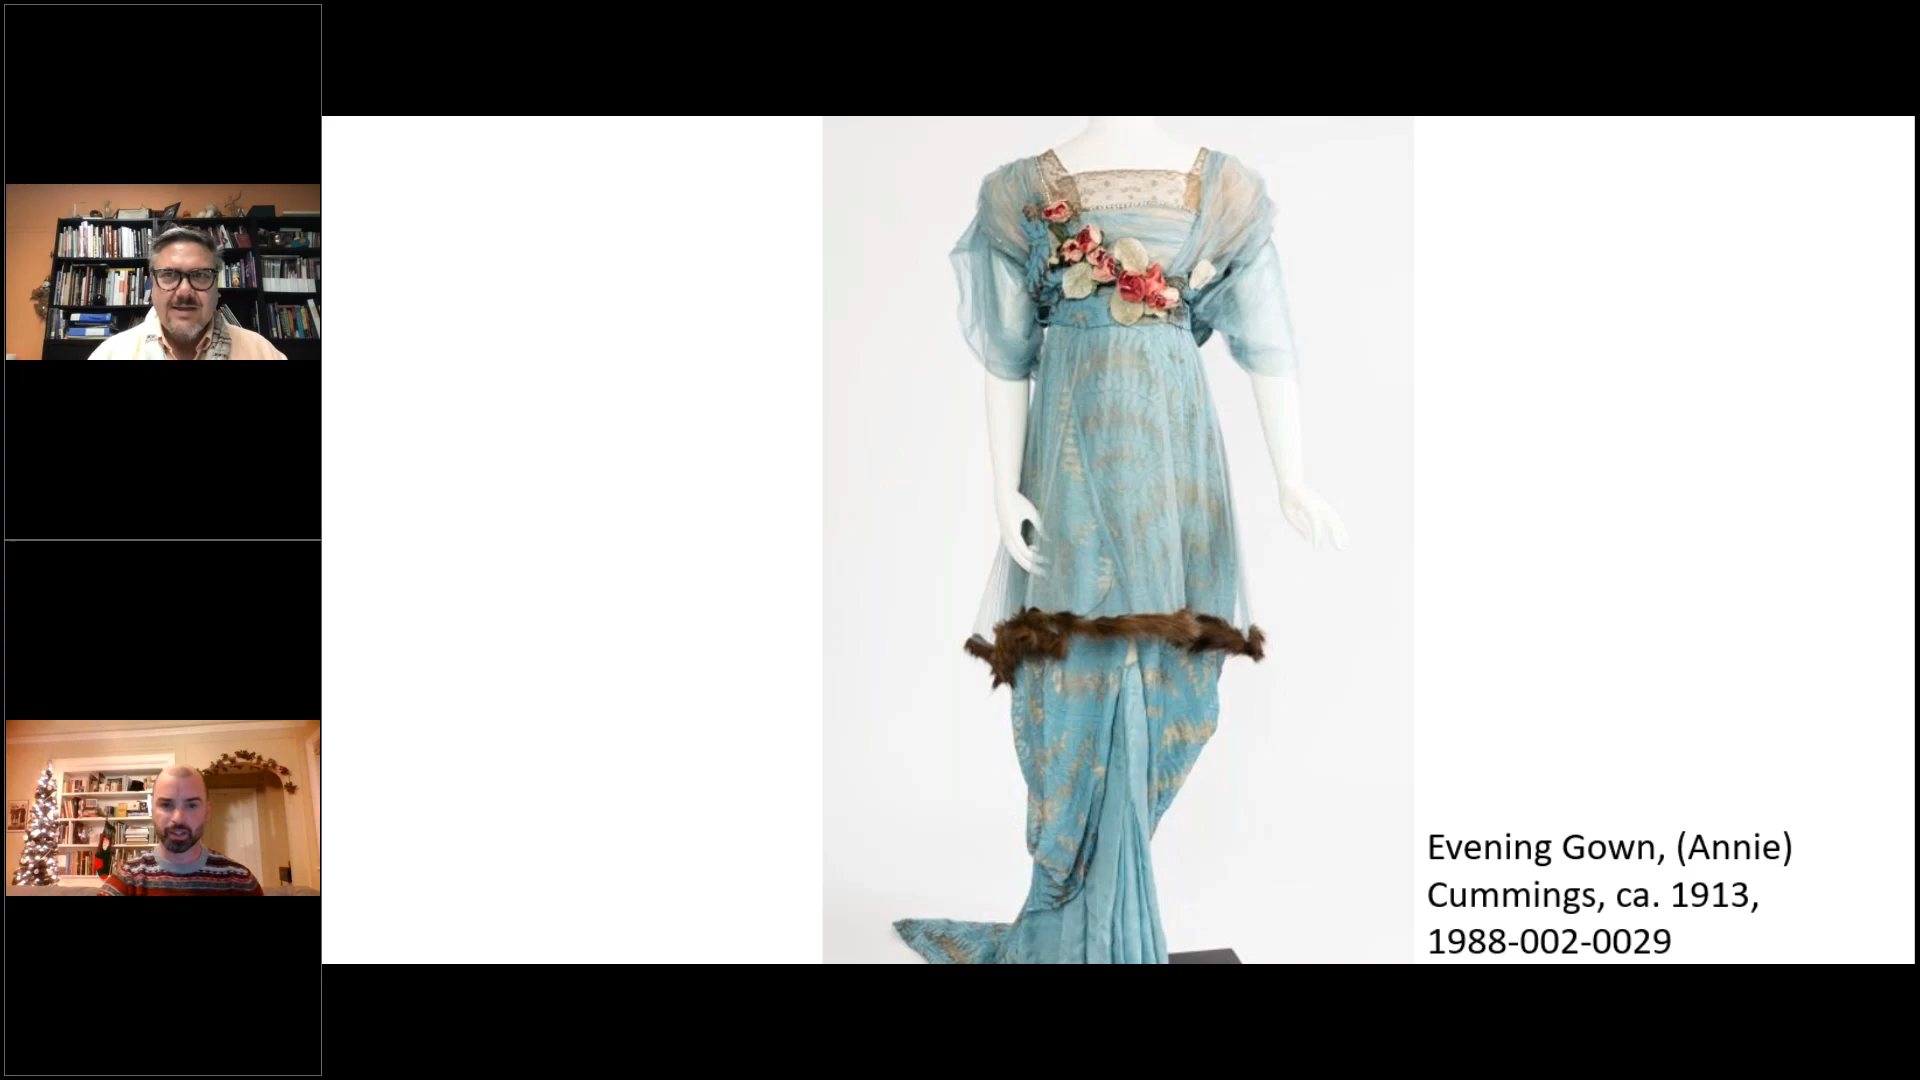 Evening Gown, (Annie)
Cummings, ca. 1913,
1988-002-0029